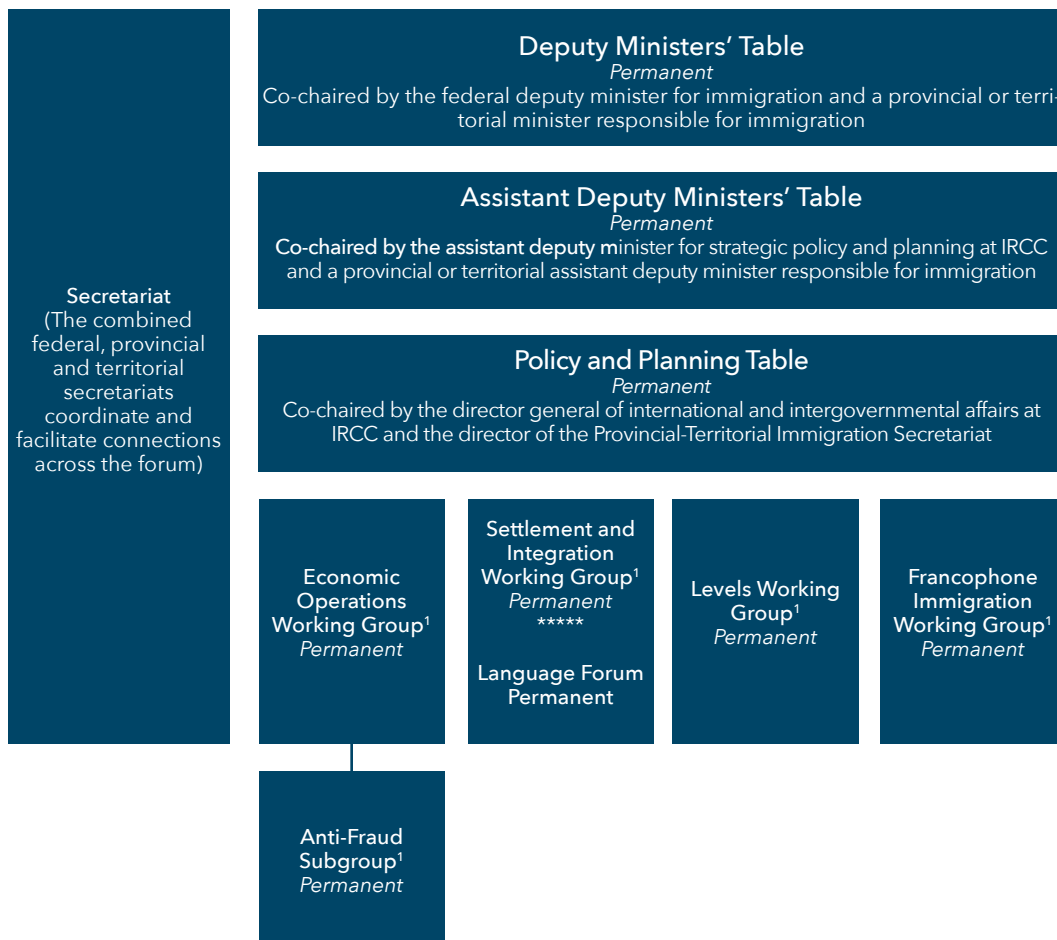 Secretariat
(The combined
federal, provincial
and territorial
secretariats
coordinate and
facilitate connections
across the forum)
Deputy Ministers’ Table
Permanent
Co-chaired by the federal deputy minister for immigration and a provincial or terri-
torial minister responsible for immigration
Assistant Deputy Ministers’ Table
Permanent
Co-chaired by the assistant deputy minister for strategic policy and planning at IRCC
and a provincial or territorial assistant deputy minister responsible for immigration
Policy and Planning Table
Permanent
Co-chaired by the director general of international and intergovernmental affairs at
IRCC and the director of the Provincial-Territorial Immigration Secretariat
Economic
Operations
Working Group¹
Permanent
Settlement and
Integration
Working Group¹
Permanent
*****
Language Forum
Permanent
Levels Working
Group¹
Permanent
Francophone
Immigration
Working Group¹
Permanent
Anti-Fraud
Subgroup¹
Permanent